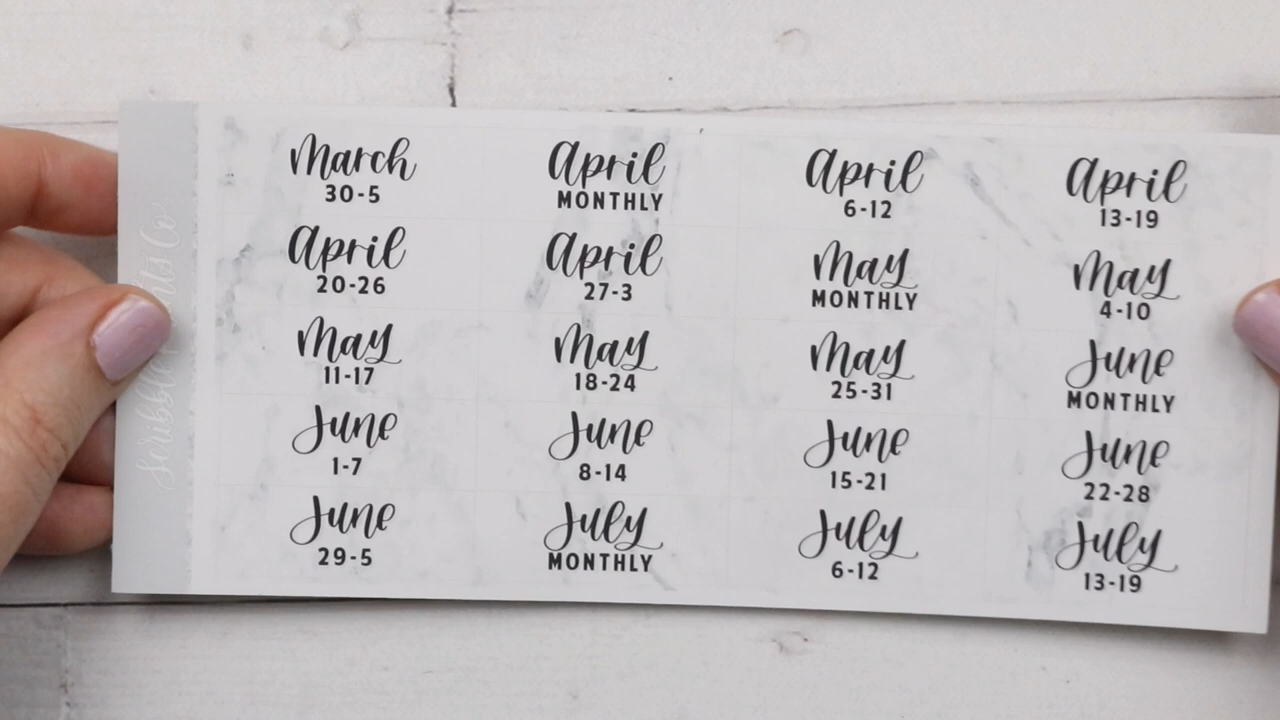 March
30-5
April
MONTHLY
April
6-12
April
13-19
April
20-26
April
27-3
May
MONTHLY
May
4-10
May
11-17
May
18-24
May
25-31
June
MONTHLY
June
1-7
June
8-14
June
15-21
June
22-28
June
29-5
July
MONTHLY
July
6-12
July
13-19
Scribble Co.